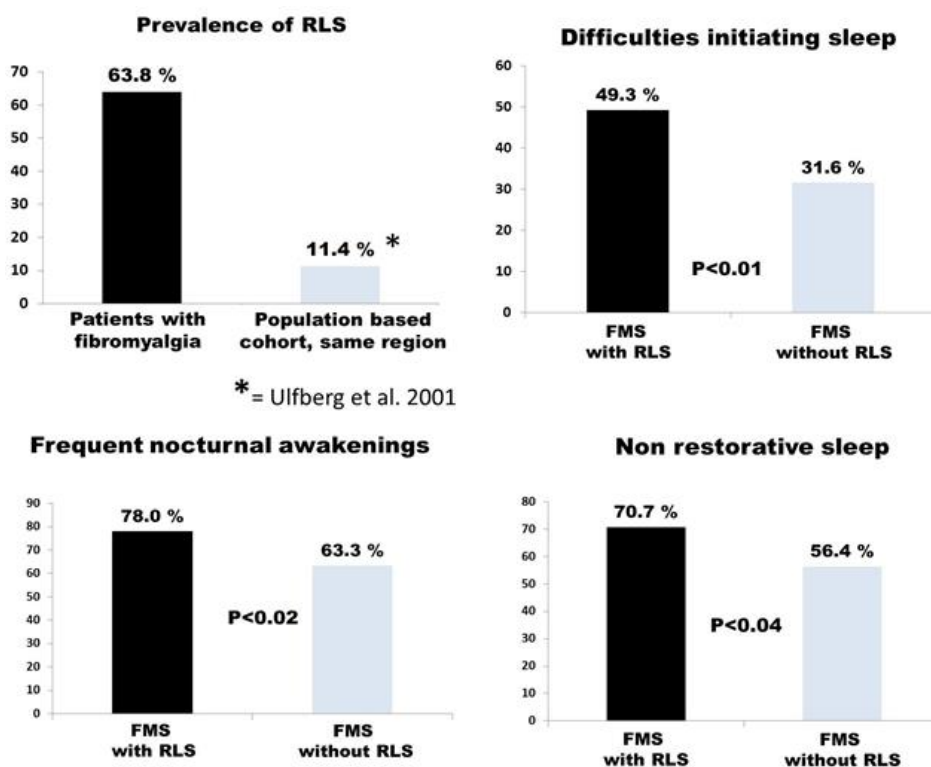 Prevalence of RLS
70
60
50
40
30
20
10
0
63.8 %
11.4 % *
Patients with
fibromyalgia
Population based
cohort, same region
*= Ulfberg et al. 2001
Difficulties initiating sleep
60
50
40
30
20
10
0
49.3 %
31.6 %
P<0.01
FMS
with RLS
FMS
without RLS
Frequent nocturnal awakenings
90
80
70
60
50
40
30
20
10
0
78.0 %
63.3 %
P<0.02
FMS
with RLS
FMS
without RLS
Non restorative sleep
80
70
60
50
40
30
20
10
0
70.7 %
56.4 %
P<0.04
FMS
with RLS
FMS
without RLS